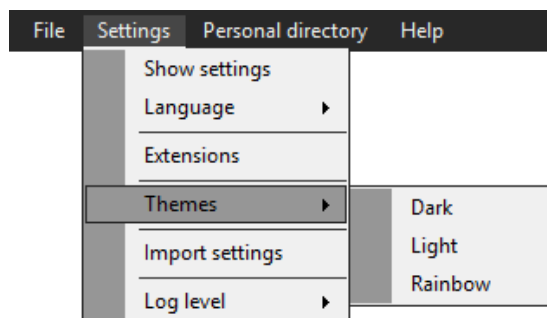 File Settings Personal directory Help
Show settings
Language
Extensions
Themes
Dark
Light
Rainbow
Import settings
Log level